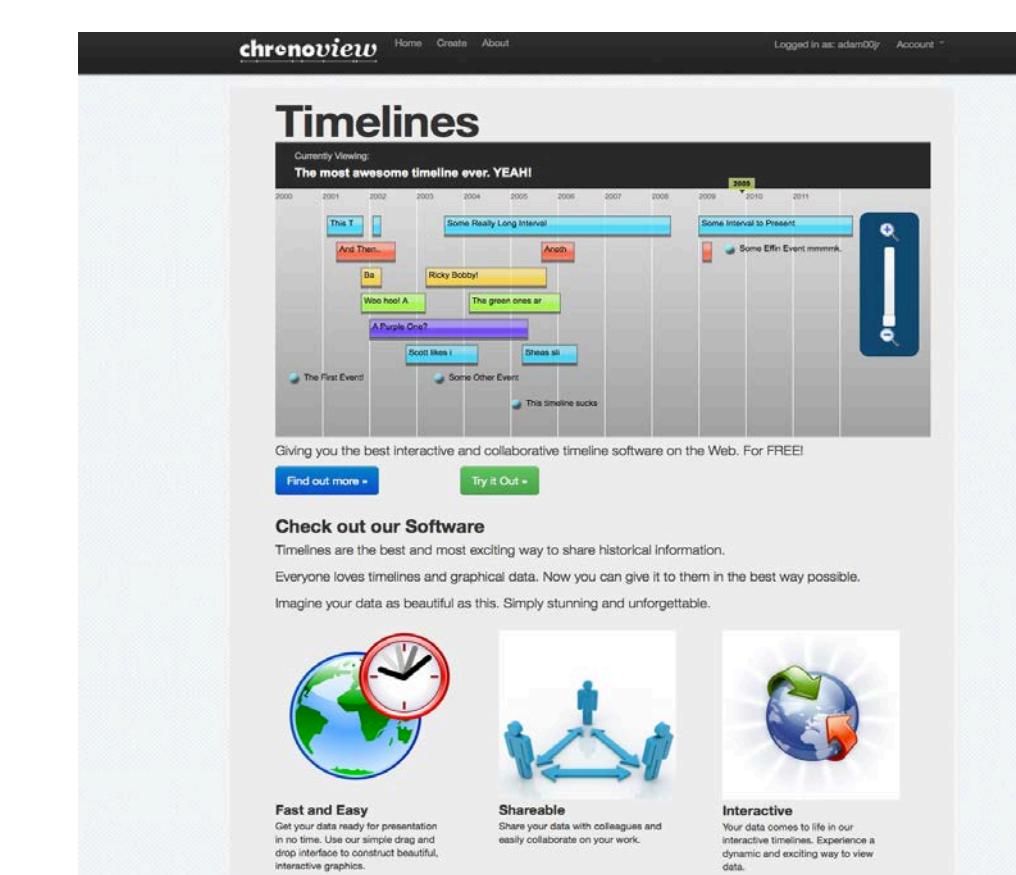 chronoview Home Create About Logged in as: adam00jr Account
Timelines
Currently Viewing:
The most awesome timeline ever. YEAH!
2009
2000 2001 2002 2003 2004 2005 2006 2007 2008 2009 2010 2011
This T Some Really Long Interval Some Interval to Present
And Then.. Anoth Some Effin Event mmmmk.
Ba Ricky Bobby!
Woo hoo! A The green ones ar
A Purple One?
Scott likes i Sheas sli
The First Event! Some Other Event
This timeline sucks
Giving you the best interactive and collaborative timeline software on the Web. For FREE!
Find out more » Try it Out »
Check out our Software
Timelines are the best and most exciting way to share historical information.
Everyone loves timelines and graphical data. Now you can give it to them in the best way possible.
Imagine your data as beautiful as this. Simply stunning and unforgettable.
Fast and Easy
Get your data ready for presentation
in no time. Use our simple drag and
drop interface to construct beautiful,
interactive graphics.
Shareable
Share your data with colleagues and
easily collaborate on your work.
Interactive
Your data comes to life in our
interactive timelines. Experience a
dynamic and exciting way to view
data.